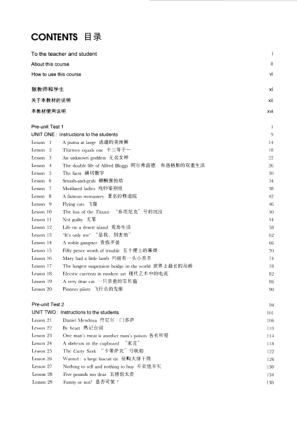 CONTENTS 目录
To the teacher and student i
About this course ii
How to use this course vi
致教师和学生 xi
关于本教材的说明 xii
本教材使用说明 xvi
Pre-unit Test 1 7
UNIT ONE: Instructions to the students 9
Lesson 1 A puma at large 逃遁的美洲狮 14
Lesson 2 Thirteen equals one 十三等于一 18
Lesson 3 An unknown goddess 无名女神 22
Lesson 4 The double life of Alfred Bloggs 阿尔弗雷德·布洛格斯的双重生活 26
Lesson 5 The facts 确切数字 30
Lesson 6 Smash-and-grab 砸橱窗抢劫 34
Lesson 7 Mutilated ladies 残钞鉴别组 38
Lesson 8 A famous monastery 著名的修道院 42
Lesson 9 Flying cats 飞猫 46
Lesson 10 The loss of the Titanic “泰坦尼克”号的沉没 50
Lesson 11 Not guilty 无罪 54
Lesson 12 Life on a desert island 荒岛生活 58
Lesson 13 ‘It's only me’ “是我，别害怕” 62
Lesson 14 A noble gangster 贵族歹徒 66
Lesson 15 Fifty pence worth of trouble 五十便士的麻烦 70
Lesson 16 Mary had a little lamb 玛丽有一头小羔羊 74
Lesson 17 The longest suspension bridge in the world 世界上最长的吊桥 78
Lesson 18 Electric currents in modern art 现代艺术中的电流 82
Lesson 19 A very dear cat 一只贵重的宝贝猫 86
Lesson 20 Pioneer pilots 飞行员的先驱 90
Pre-unit Test 2
UNIT TWO: Instructions to the students 101
Lesson 21 Daniel Mendoza 丹尼尔·门多萨 106
Lesson 22 By heart 熟记台词 110
Lesson 23 One man's meat is another man's poison 各有所爱 114
Lesson 24 A skeleton in the cupboard “家丑” 118
Lesson 25 The Cutty Sark “卡蒂萨克”号帆船 122
Lesson 26 Wanted: a large biscuit tin 征购大饼干筒 126
Lesson 27 Nothing to sell and nothing to buy 不卖也不买 130
Lesson 28 Five pounds too dear 五镑也太贵 134
Lesson 29 Funny or not? 是否可笑？ 138